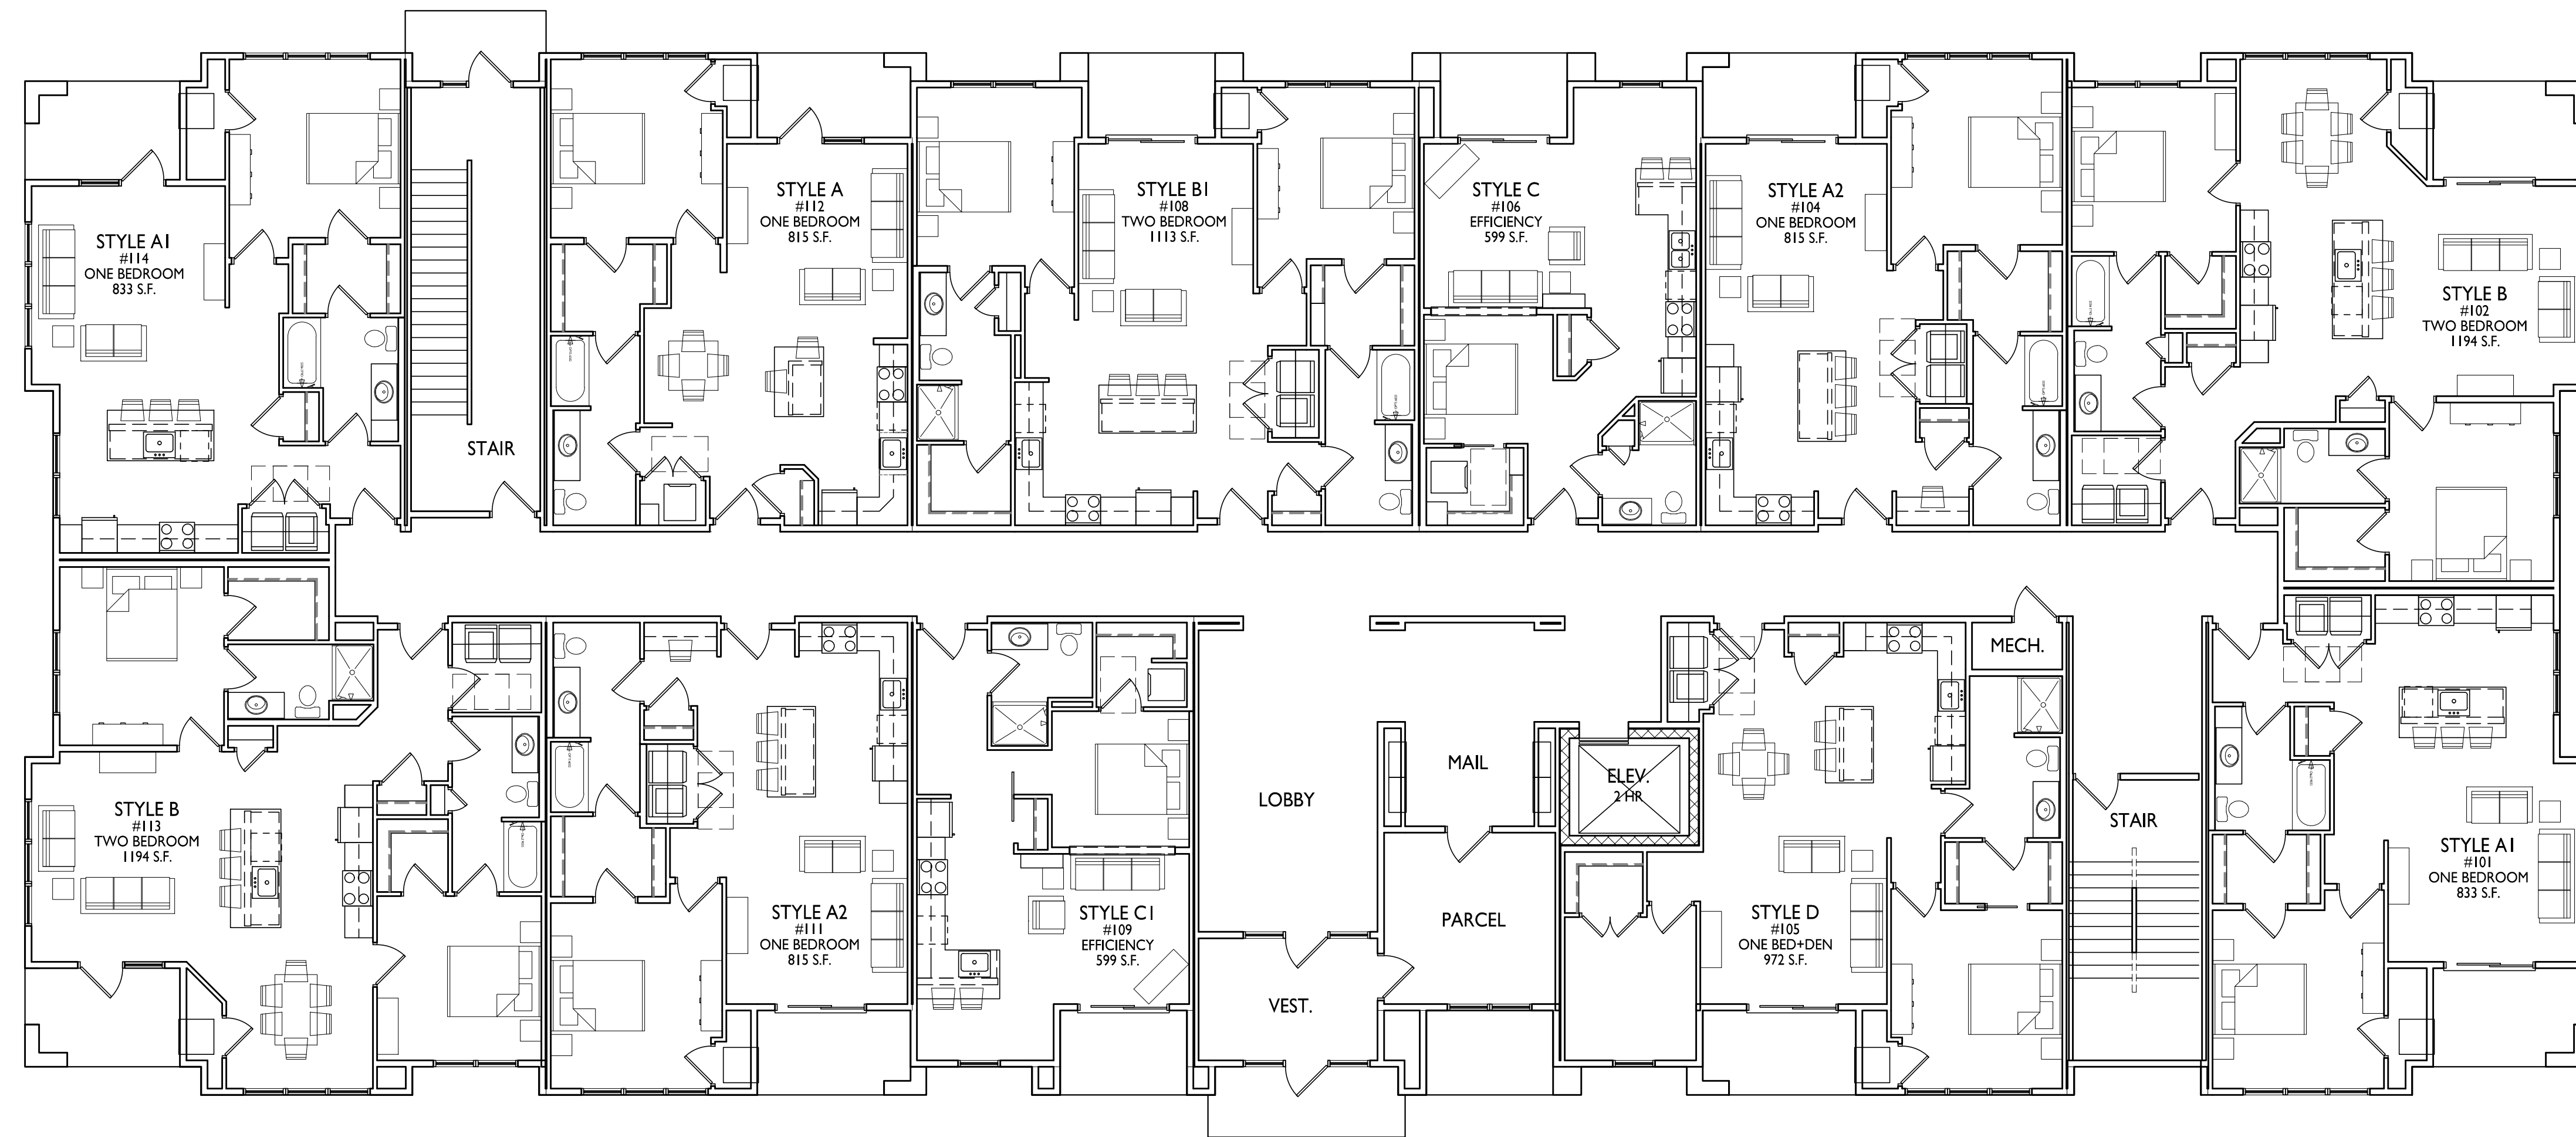 STYLE A1
#114
ONE BEDROOM
833 S.F.
STAIR
STYLE A
#112
ONE BEDROOM
815 S.F.
STYLE B1
#108
TWO BEDROOM
1113 S.F.
STYLE C
#106
EFFICIENCY
599 S.F.
STYLE A2
#104
ONE BEDROOM
815 S.F.
STYLE B
#102
TWO BEDROOM
1194 S.F.
STYLE B
#113
TWO BEDROOM
1194 S.F.
STYLE A2
#111
ONE BEDROOM
815 S.F.
STYLE C1
#109
EFFICIENCY
599 S.F.
LOBBY
VEST.
MAIL
PARCEL
ELEV.
2 HR
STYLE D
#105
ONE BED+DEN
972 S.F.
MECH.
STAIR
STYLE A1
#101
ONE BEDROOM
833 S.F.